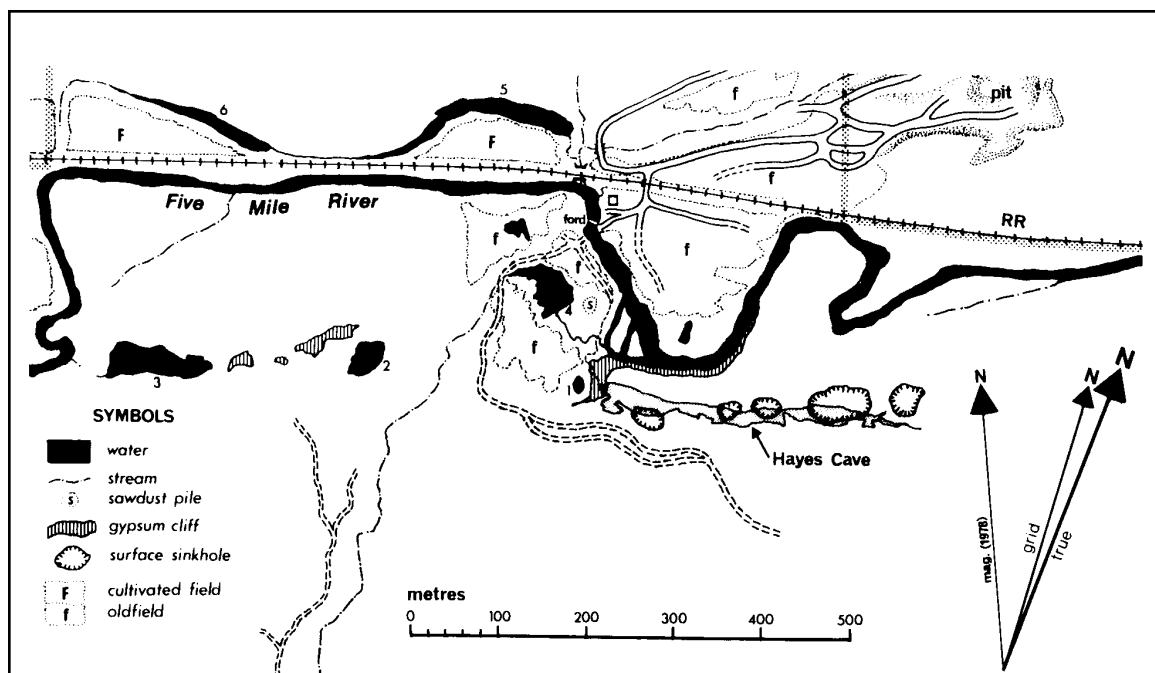 5
6
f
pit
F
F
f
Five Mile River
ford
RR
f
f
f
S
4
f
2
3
1
Hayes Cave
SYMBOLS
water
stream
S
sawdust pile
gypsum cliff
surface sinkhole
F
cultivated field
f
oldfield
metres
0
100
200
300
400
500
N
N
N
mag. (1978)
grid
true